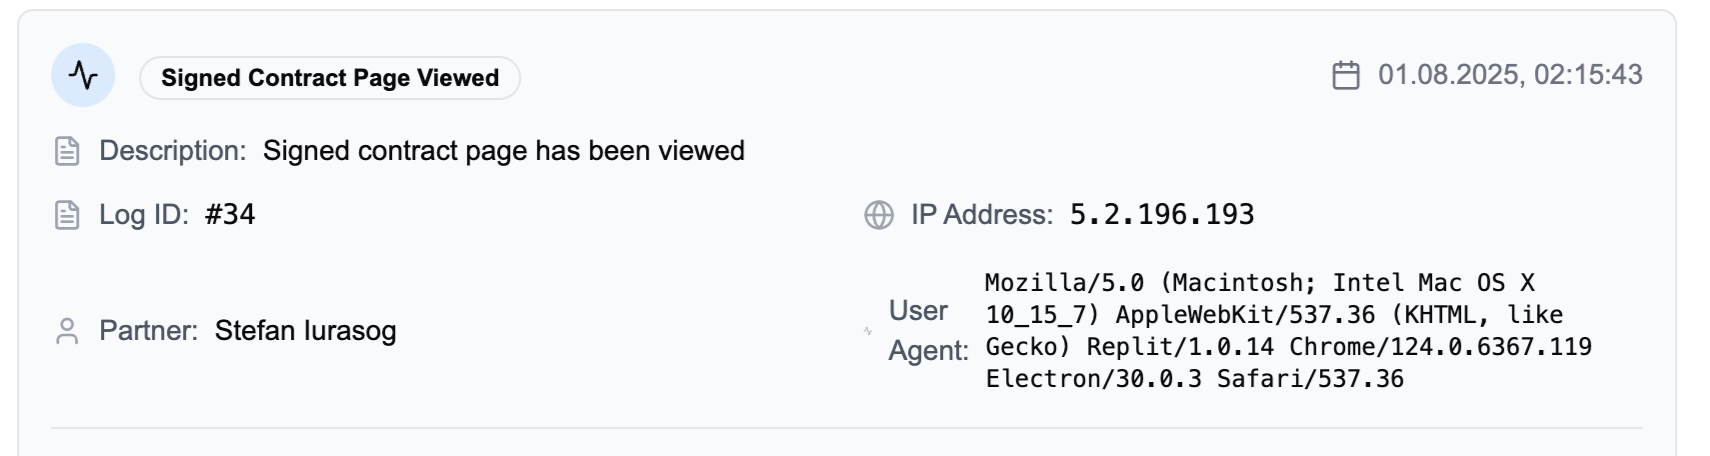 Signed Contract Page Viewed
01.08.2025, 02:15:43
Description: Signed contract page has been viewed
Log ID: #34
IP Address: 5.2.196.193
Partner: Stefan Iurasog
User
Agent:
Mozilla/5.0 (Macintosh; Intel Mac OS X
10_15_7) AppleWebKit/537.36 (KHTML, like
Gecko) Replit/1.0.14 Chrome/124.0.6367.119
Electron/30.0.3 Safari/537.36